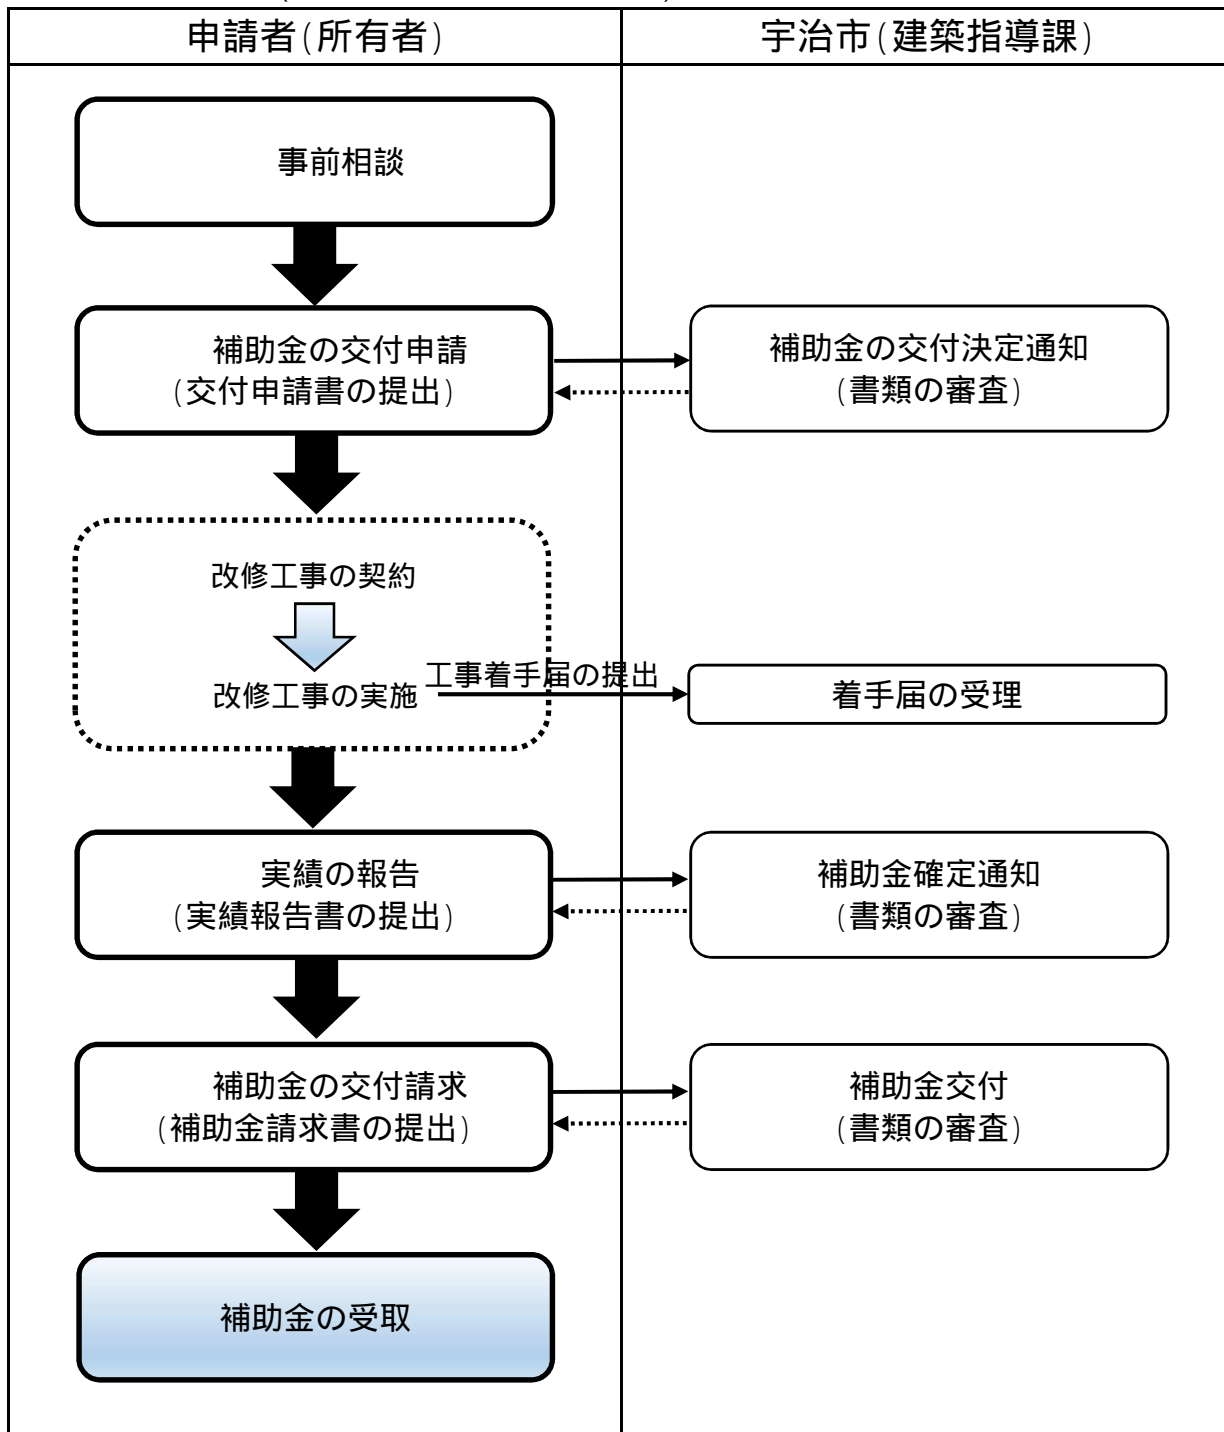 申請者(所有者)
宇治市(建築指導課)
事前相談
補助金の交付申請
(交付申請書の提出)
補助金の交付決定通知
(書類の審査)
改修工事の契約
改修工事の実施
工事着手届の提出
着手届の受理
実績の報告
(実績報告書の提出)
補助金確定通知
(書類の審査)
補助金の交付請求
(補助金請求書の提出)
補助金交付
(書類の審査)
補助金の受取